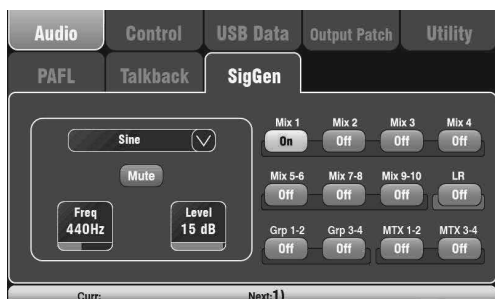 Audio Control USB Data Output Patch Utility
PAFL Talkback SigGen
Sine
Mute
Freq
440Hz
Level
15 dB
Mix 1 Mix 2 Mix 3 Mix 4
On Off Off Off
Mix 5-6 Mix 7-8 Mix 9-10 LR
Off Off Off Off
Grp 1-2 Grp 3-4 MTX 1-2 MTX 3-4
Off Off Off Off
Curr: Next:1)